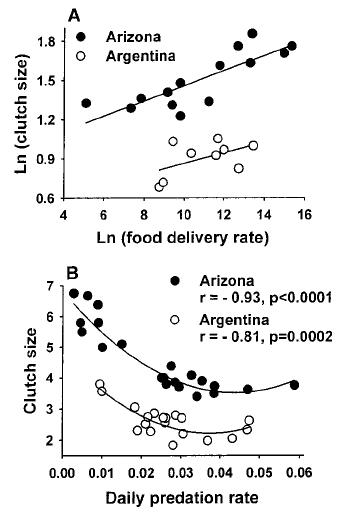 A
Arizona
Argentina
1.8
1.5
1.2
0.9
0.6
Ln (clutch size)
4 6 8 10 12 14 16
Ln (food delivery rate)
B
Arizona
r = - 0.93, p<0.0001
Argentina
r = - 0.81, p=0.0002
7
6
5
4
3
2
Clutch size
0.00 0.01 0.02 0.03 0.04 0.05 0.06
Daily predation rate